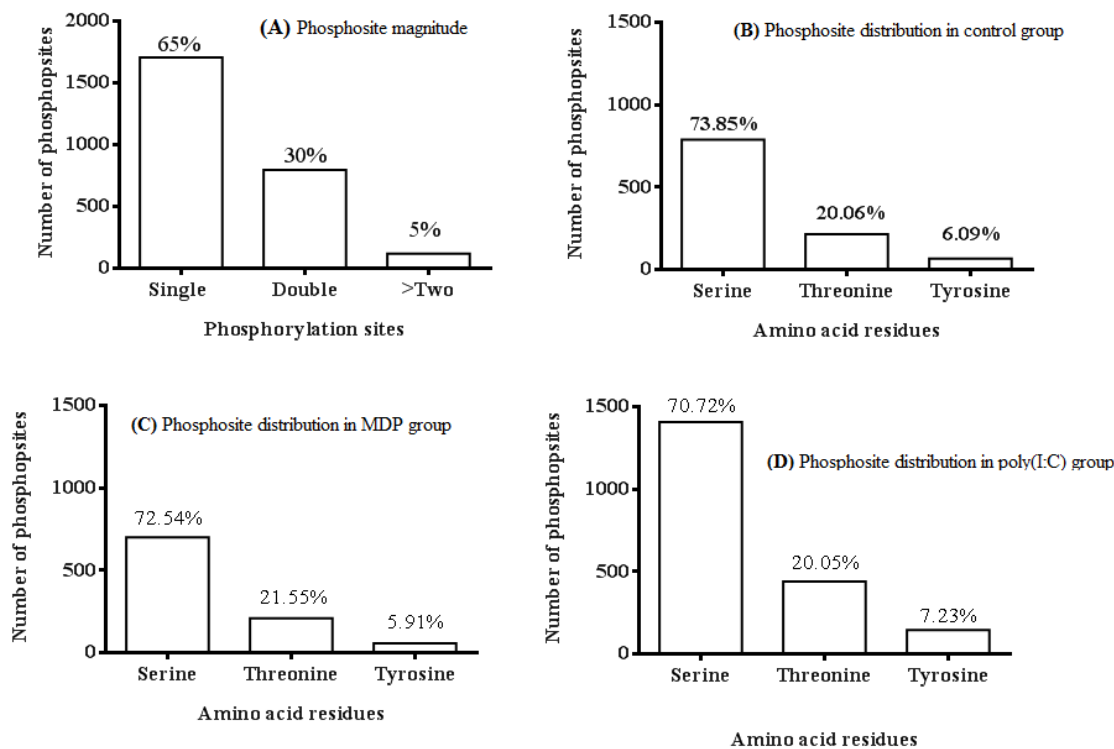 (A) Phosphosite magnitude
Number of phosphopsites
2000
1500
1000
500
0
65%
30%
5%
Single Double >Two
Phosphorylation sites
(B) Phosphosite distribution in control group
Number of phosphopsites
1500
1000
500
0
73.85%
20.06%
6.09%
Serine Threonine Tyrosine
Amino acid residues
(C) Phosphosite distribution in MDP group
Number of phosphopsites
1500
1000
500
0
72.54%
21.55%
5.91%
Serine Threonine Tyrosine
Amino acid residues
(D) Phosphosite distribution in poly(I:C) group
Number of phosphopsites
1500
1000
500
0
70.72%
20.05%
7.23%
Serine Threonine Tyrosine
Amino acid residues